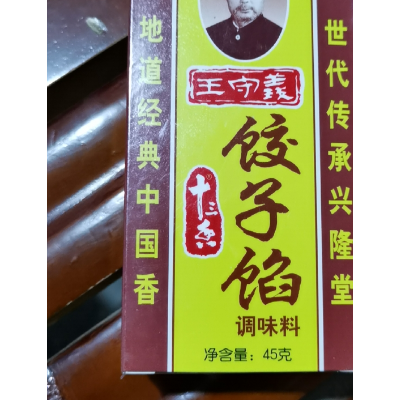 地道经典中国香
王守義
十三香
饺子馅
调味料
净含量：45克
世代传承兴隆堂